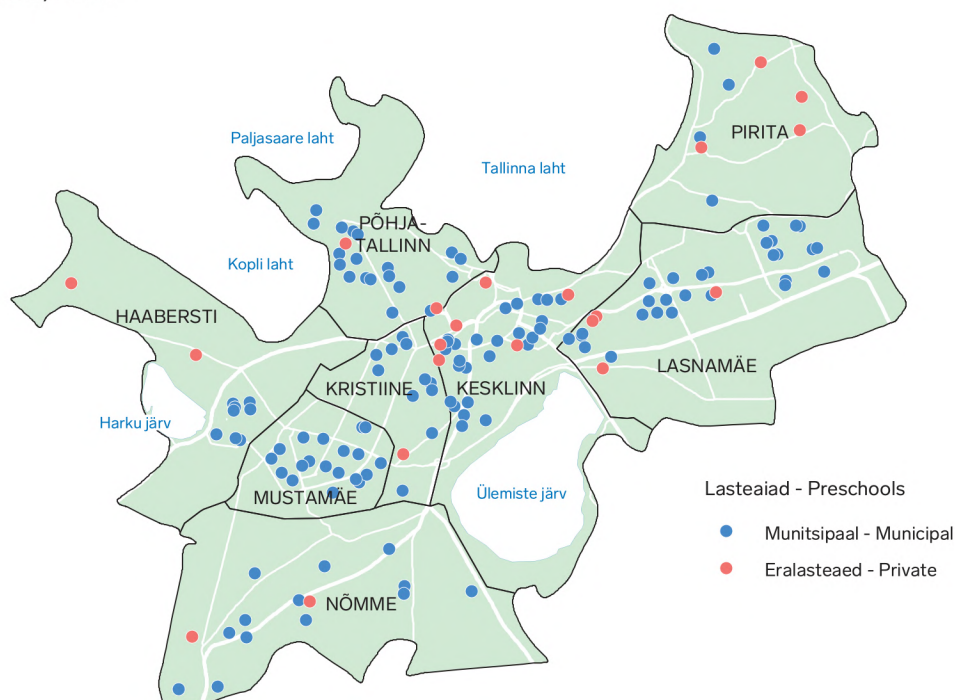 PIRITA
Paljasaare laht
Tallinna laht
PÕHJA-
TALLINN
Kopli laht
HAABERSTI
LASNAMÄE
KRISTIINE
KESKLINN
Harku järv
MUSTAMÄE
Ülemiste järv
Lasteaiad - Preschools
Munitsipaal - Municipal
Eralasteaed - Private
NÕMME